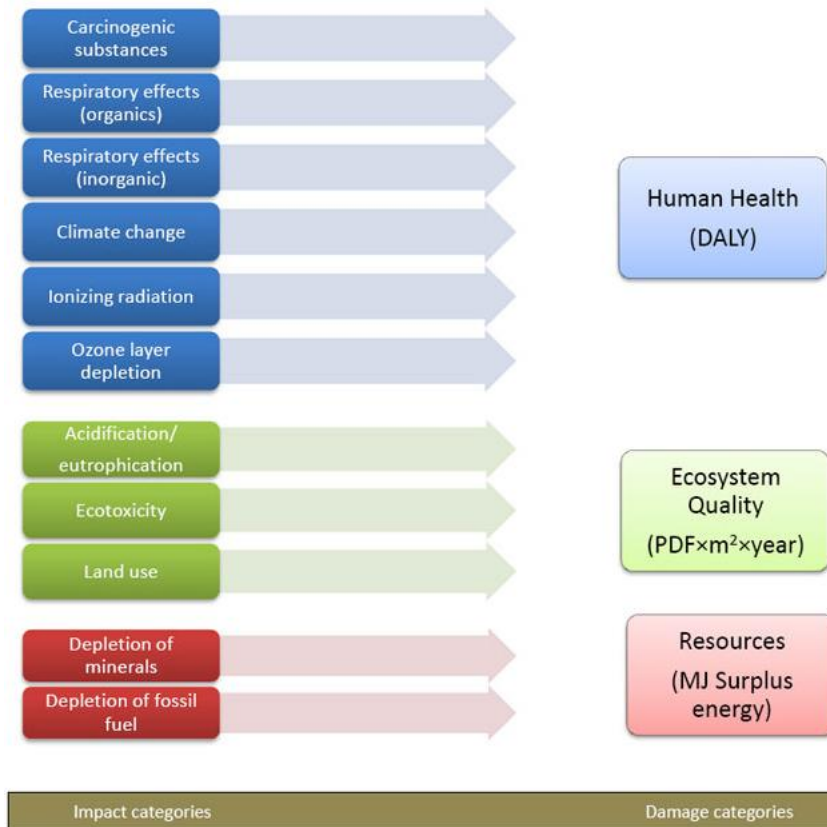 Carcinogenic
substances
Respiratory effects
(organics)
Respiratory effects
(inorganic)
Climate change
Ionizing radiation
Ozone layer
depletion
Human Health
(DALY)
Acidification/
eutrophication
Ecotoxicity
Land use
Ecosystem
Quality
(PDF×m²×year)
Depletion of
minerals
Depletion of fossil
fuel
Resources
(MJ Surplus
energy)
Impact categories
Damage categories